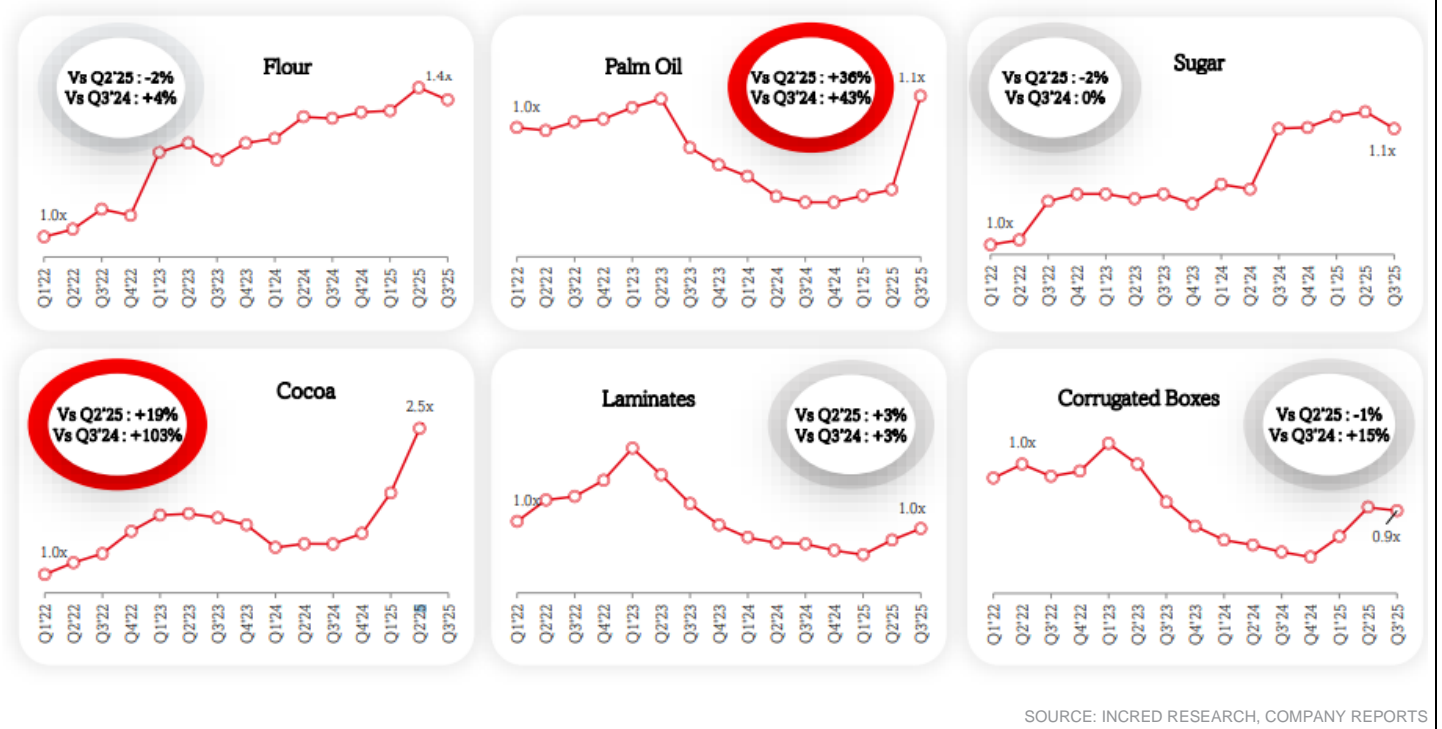 Flour
Vs Q2'25 : -2%
Vs Q3'24 : +4%
1.0x
1.4x
Q1'22 Q2'22 Q3'22 Q4'22 Q1'23 Q2'23 Q3'23 Q4'23 Q1'24 Q2'24 Q3'24 Q4'24 Q1'25 Q2'25 Q3'25
Palm Oil
Vs Q2'25 : +36%
Vs Q3'24 : +43%
1.0x
1.1x
Q1'22 Q2'22 Q3'22 Q4'22 Q1'23 Q2'23 Q3'23 Q4'23 Q1'24 Q2'24 Q3'24 Q4'24 Q1'25 Q2'25 Q3'25
Sugar
Vs Q2'25 : -2%
Vs Q3'24 : 0%
1.0x
1.1x
Q1'22 Q2'22 Q3'22 Q4'22 Q1'23 Q2'23 Q3'23 Q4'23 Q1'24 Q2'24 Q3'24 Q4'24 Q1'25 Q2'25 Q3'25
Cocoa
Vs Q2'25 : +19%
Vs Q3'24 : +103%
1.0x
2.5x
Q1'22 Q2'22 Q3'22 Q4'22 Q1'23 Q2'23 Q3'23 Q4'23 Q1'24 Q2'24 Q3'24 Q4'24 Q1'25 Q2'25 Q3'25
Laminates
Vs Q2'25 : +3%
Vs Q3'24 : +3%
1.0x
1.0x
Q1'22 Q2'22 Q3'22 Q4'22 Q1'23 Q2'23 Q3'23 Q4'23 Q1'24 Q2'24 Q3'24 Q4'24 Q1'25 Q2'25 Q3'25
Corrugated Boxes
Vs Q2'25 : -1%
Vs Q3'24 : +15%
1.0x
0.9x
Q1'22 Q2'22 Q3'22 Q4'22 Q1'23 Q2'23 Q3'23 Q4'23 Q1'24 Q2'24 Q3'24 Q4'24 Q1'25 Q2'25 Q3'25
SOURCE: INCRED RESEARCH, COMPANY REPORTS